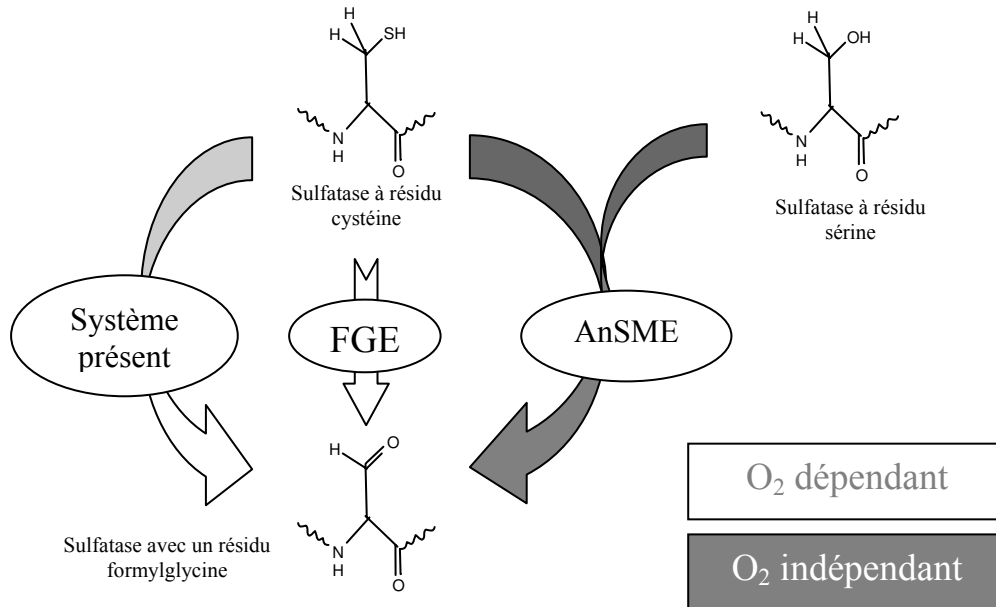 H
H
SH
N
H
O
Sulfatase à résidu
cystéine
H
H
OH
N
H
O
Sulfatase à résidu
sérine
Système
présent
FGE
AnSME
H
O
N
H
O
Sulfatase avec un résidu
formylglycine
O₂ dépendant
O₂ indépendant